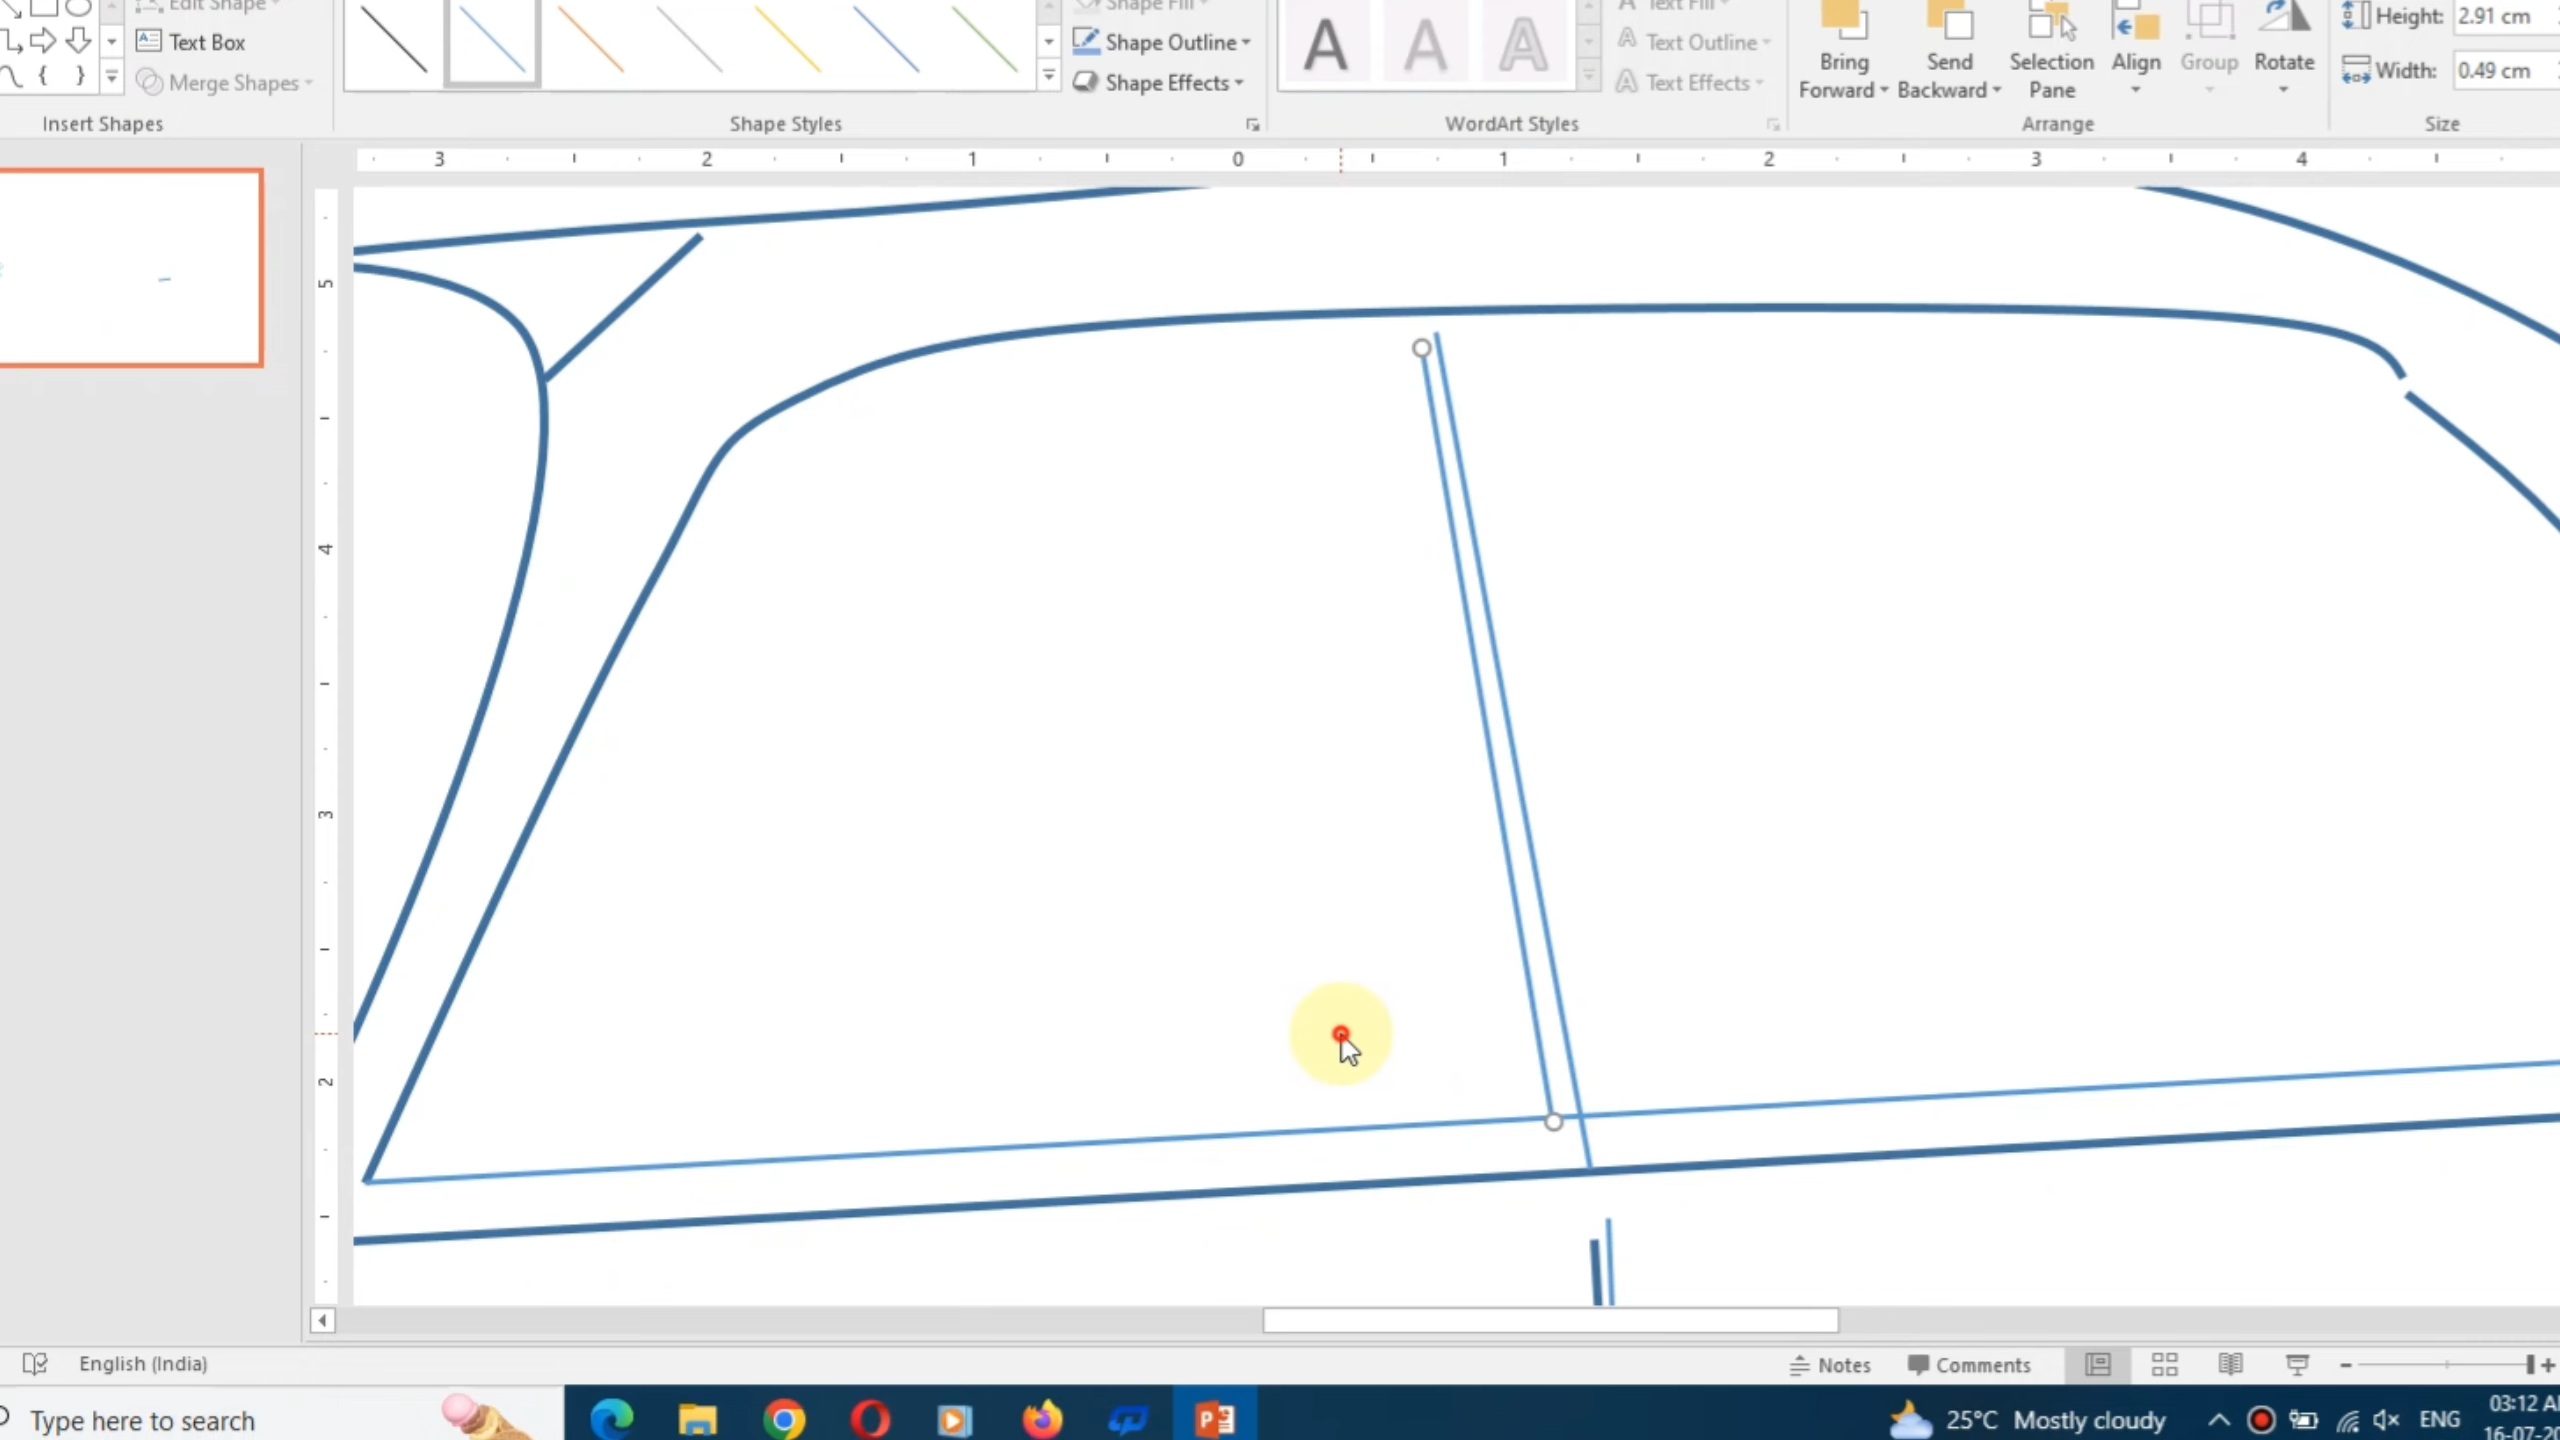 Edit Shape
Shape Fill
Text Fill
Height: 2.91 cm
Text Box
Shape Outline
Text Outline
Merge Shapes
Shape Effects
A A A
Text Effects
Bring Forward
Send Backward
Selection Pane
Align
Group
Rotate
Width: 0.49 cm
Insert Shapes
Shape Styles
WordArt Styles
Arrange
Size
3 2 1 0 1 2 3 4
5
4
3
2
English (India)
Notes
Comments
Type here to search
25°C Mostly cloudy
ENG
03:12